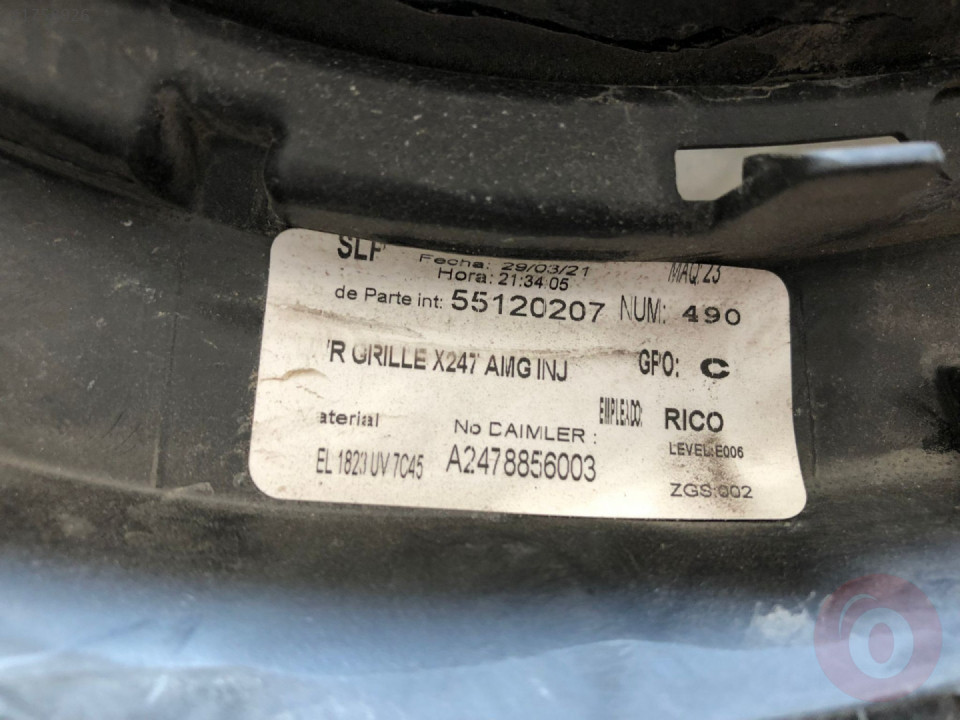 SLP
Fecha: 29/03/21
MAQ:23
Hora: 21:34:05
de Parte int: 55120207 NUM: 490
'R GRILLE X247 AMG INJ GPO: C
aterial No DAIMLER : EMPLEADO: RICO
EL 1823 UV 7C45 A2478856003 LEVEL:E006
ZGS:002